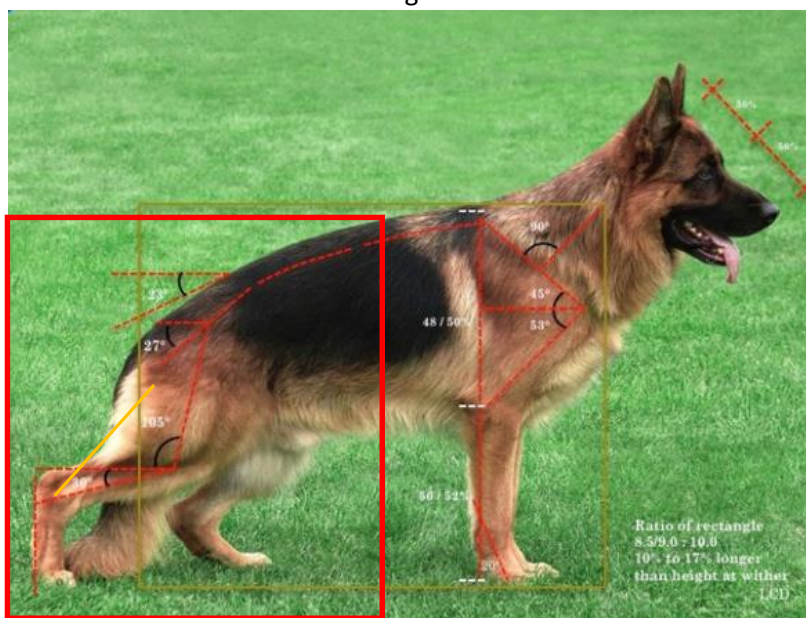 50%
50%
90°
23°
45°
48 / 50%
53°
27°
105°
30°
50 / 52%
20°
Ratio of rectangle
8.5/9.0 : 10.0
10% to 17% longer
than height at wither
LCD